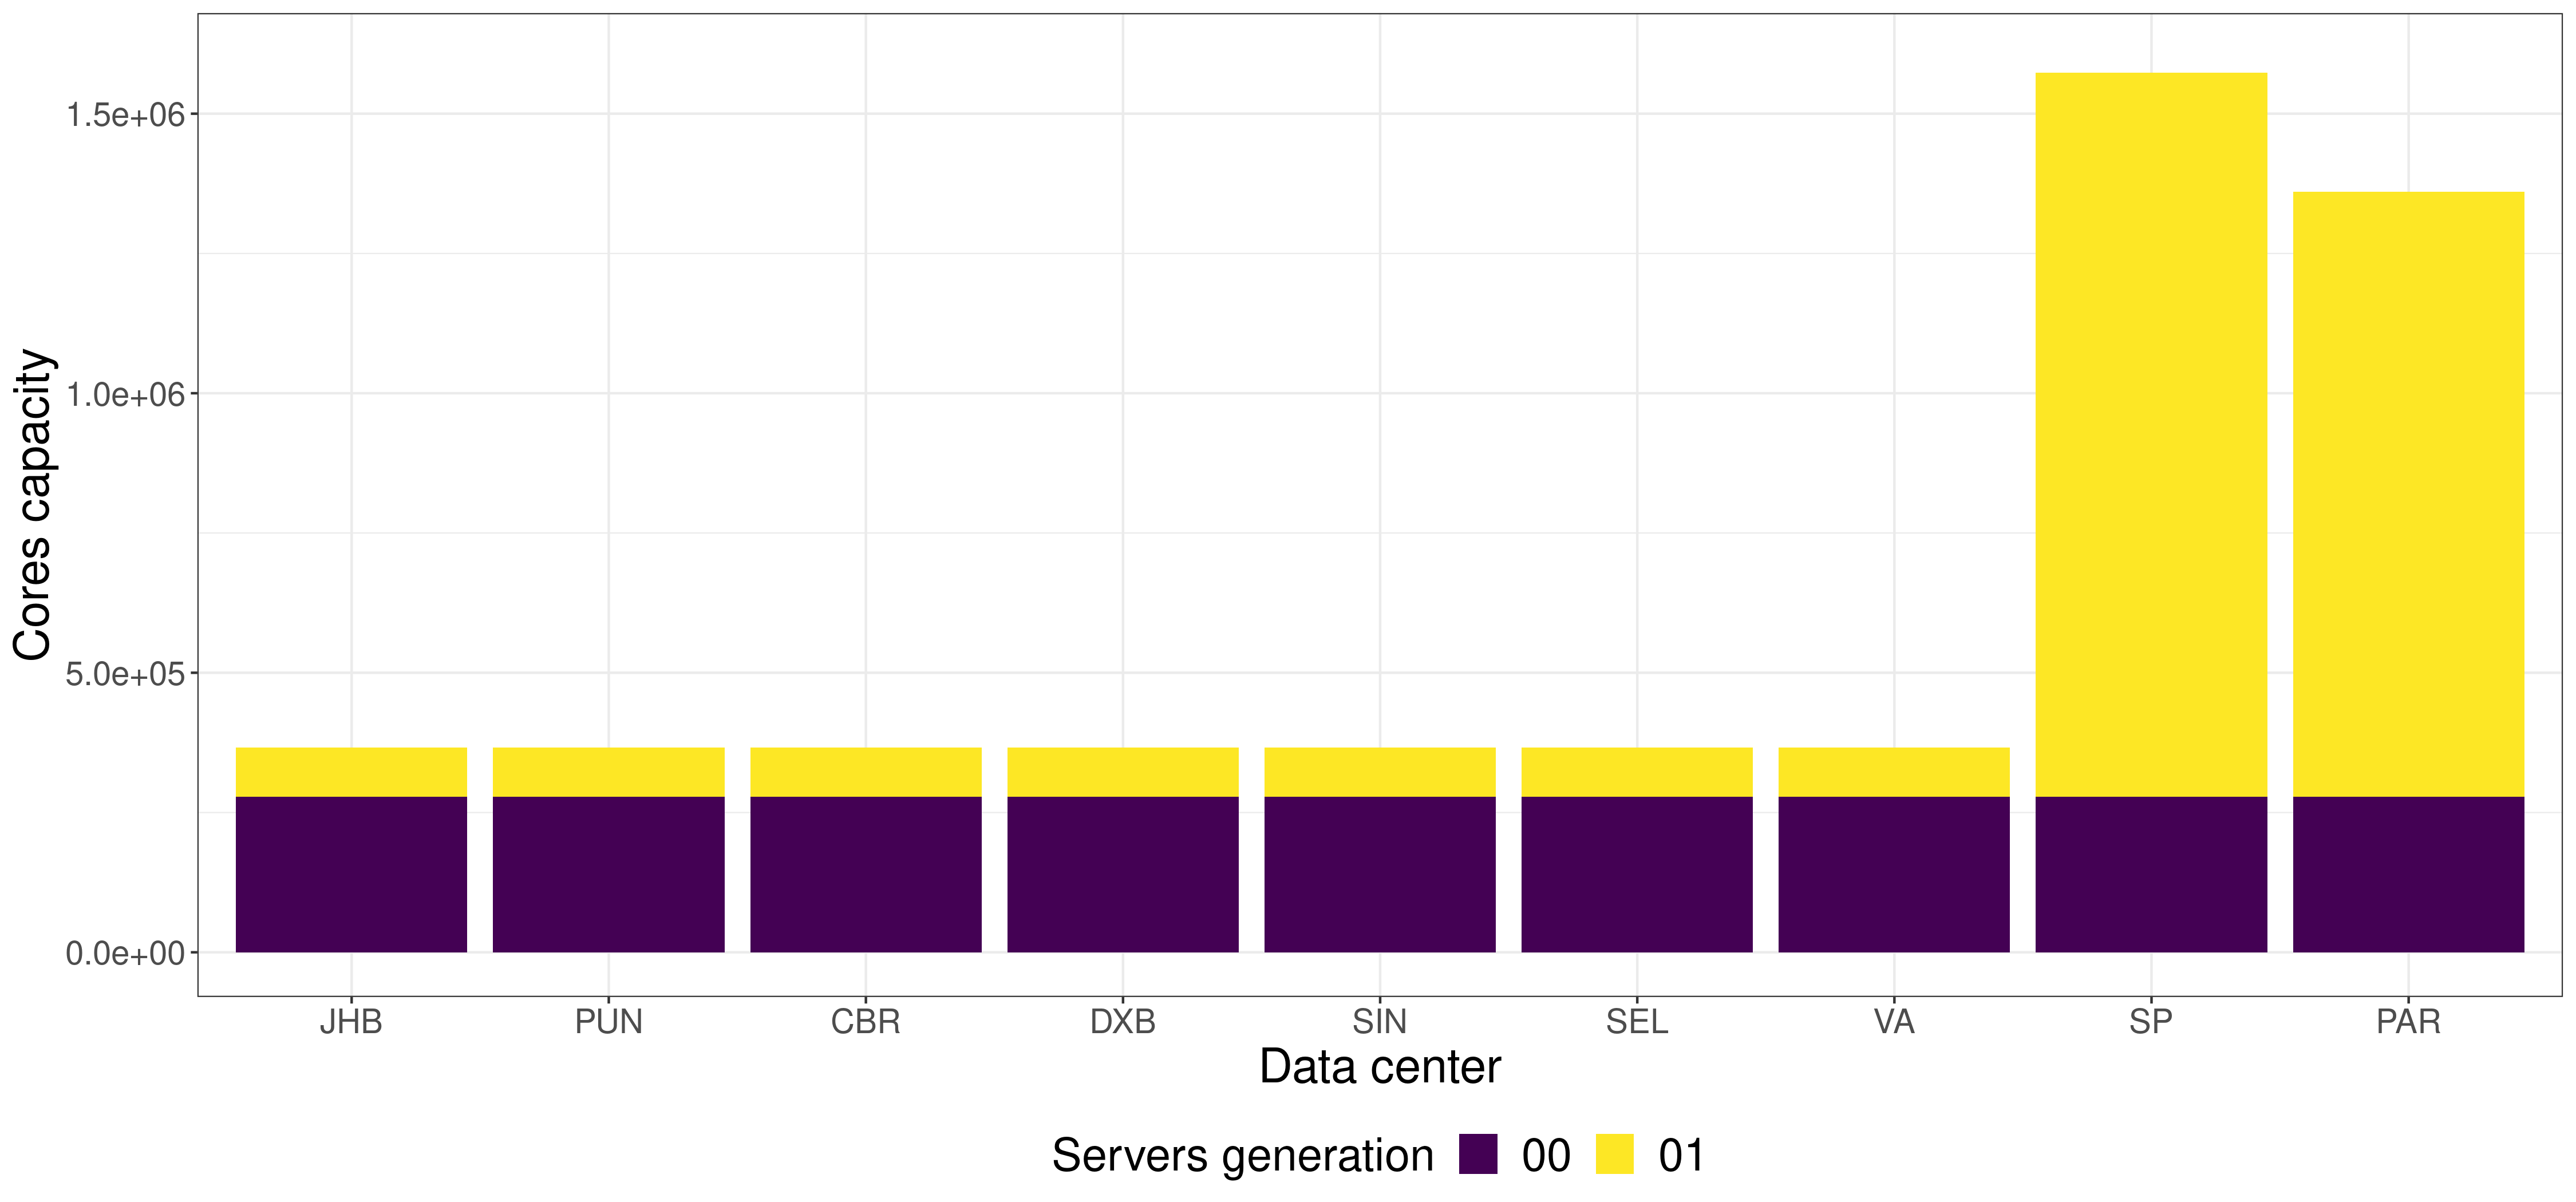 Cores capacity
1.5e+06
1.0e+06
5.0e+05
0.0e+00
JHB PUN CBR DXB SIN SEL VA SP PAR
Data center
Servers generation 00 01